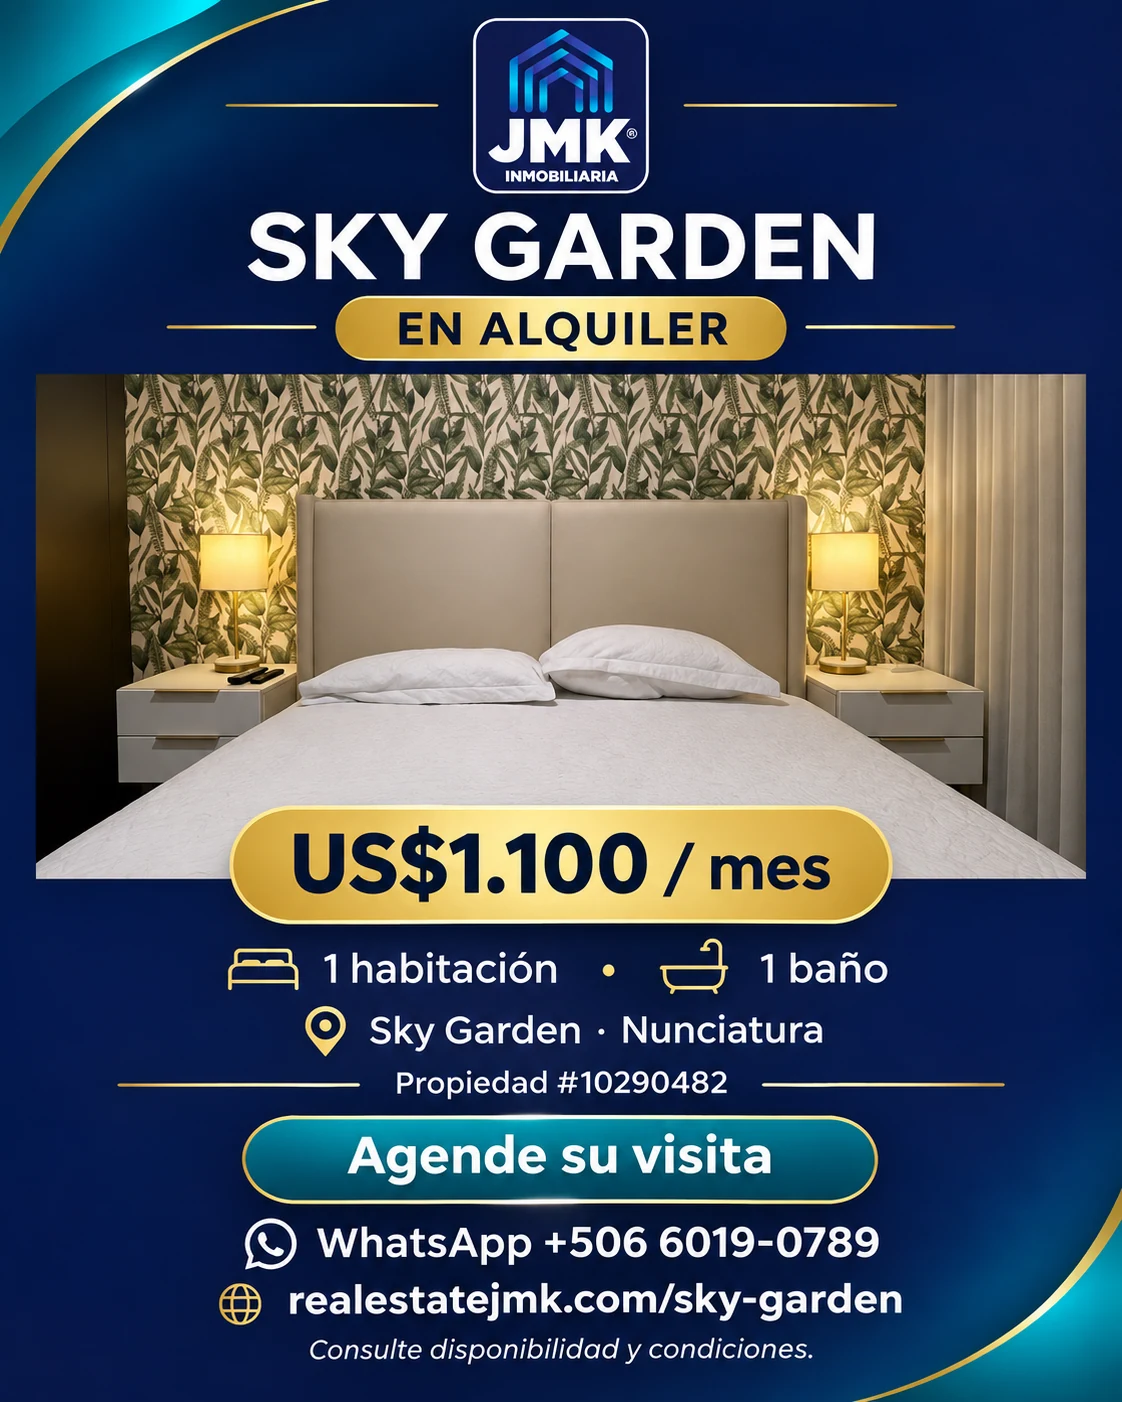 JMK®
INMOBILIARIA
SKY GARDEN
EN ALQUILER
US$1.100 / mes
1 habitación • 1 baño
Sky Garden · Nunciatura
Propiedad #10290482
Agende su visita
WhatsApp +506 6019-0789
realestatejmk.com/sky-garden
Consulte disponibilidad y condiciones.